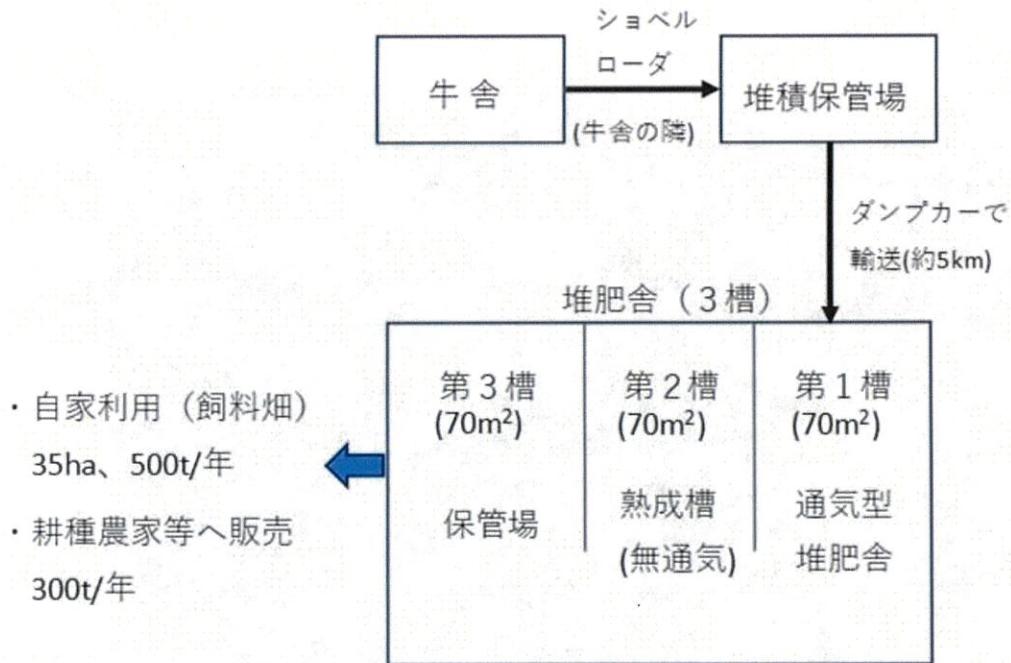 牛 舎
ショベル
ローダ
(牛舎の隣)
堆積保管場
ダンプカーで
輸送(約5km)
堆肥舎（３槽）
第３槽
(70m²)
保管場
第２槽
(70m²)
熟成槽
(無通気)
第１槽
(70m²)
通気型
堆肥舎
・自家利用（飼料畑）
35ha、500t/年
・耕種農家等へ販売
300t/年